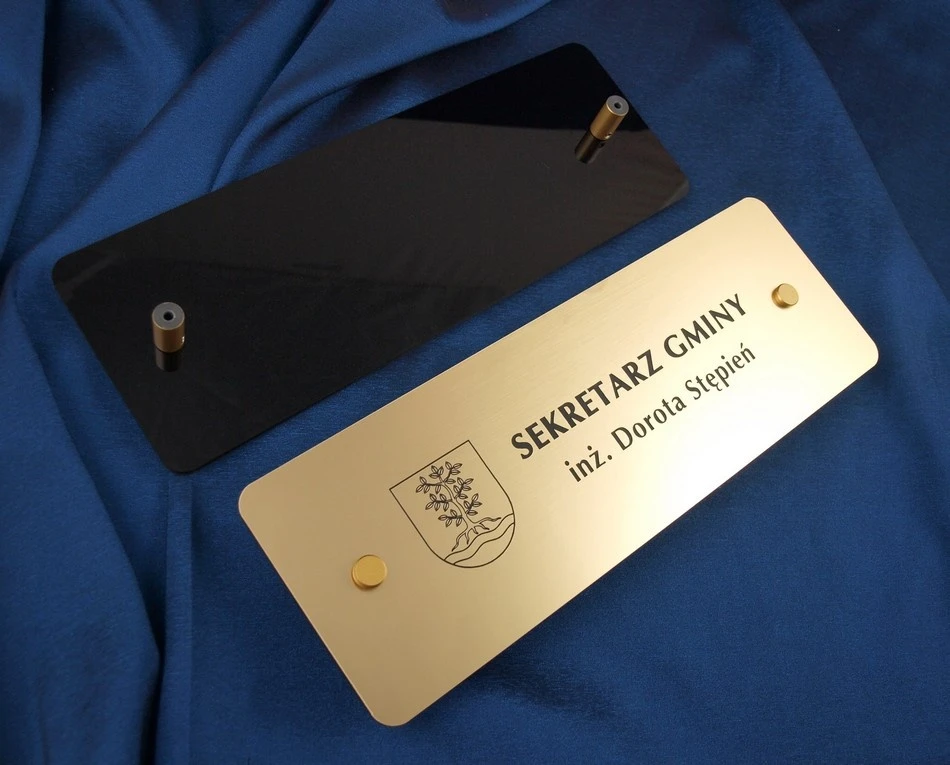 SEKRETARZ GMINY
inż. Dorota Stępień